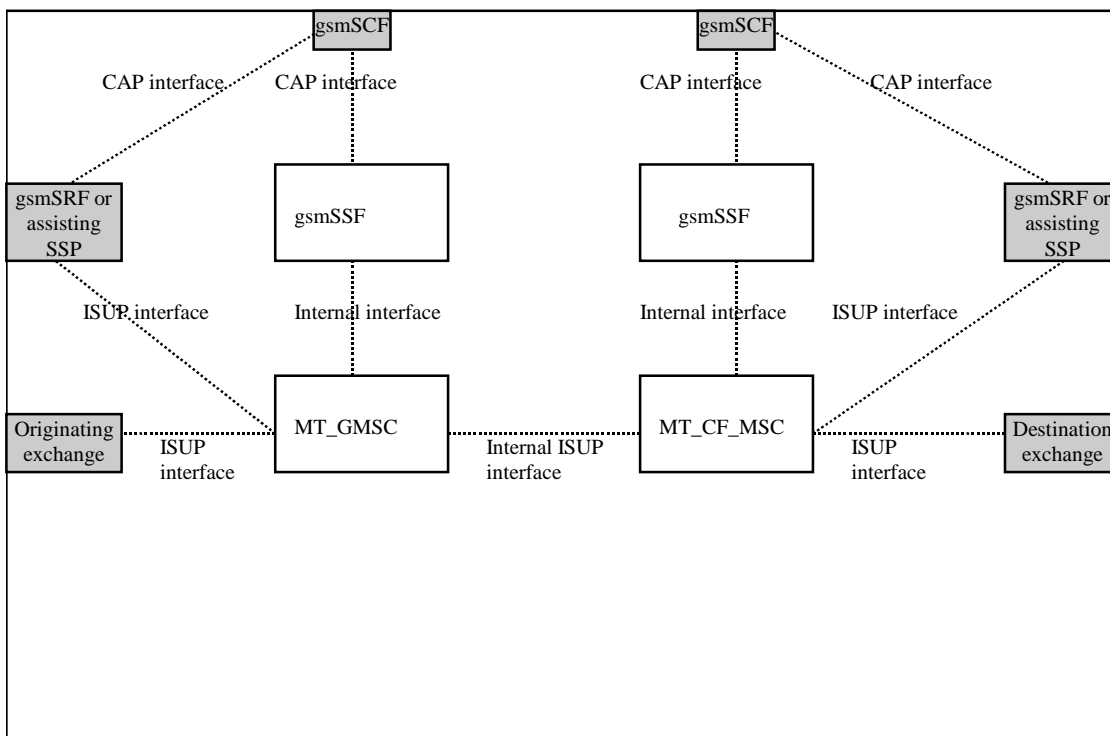 gsmSCF
gsmSCF
CAP interface
CAP interface
CAP interface
CAP interface
gsmSRF or
assisting
SSP
gsmSSF
gsmSSF
gsmSRF or
assisting
SSP
ISUP interface
Internal interface
Internal interface
ISUP interface
Originating
exchange
ISUP
interface
MT_GMSC
Internal ISUP
interface
MT_CF_MSC
ISUP
interface
Destination
exchange